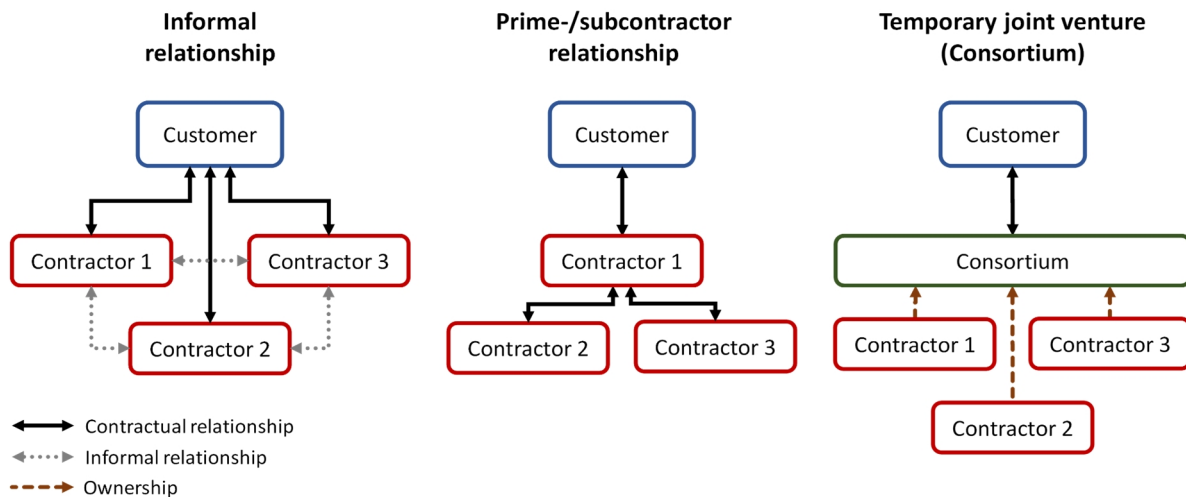 Informal
relationship
Customer
Contractor 1
Contractor 3
Contractor 2
Prime-/subcontractor
relationship
Customer
Contractor 1
Contractor 2
Contractor 3
Temporary joint venture
(Consortium)
Customer
Consortium
Contractor 1
Contractor 3
Contractor 2
Contractual relationship
Informal relationship
Ownership